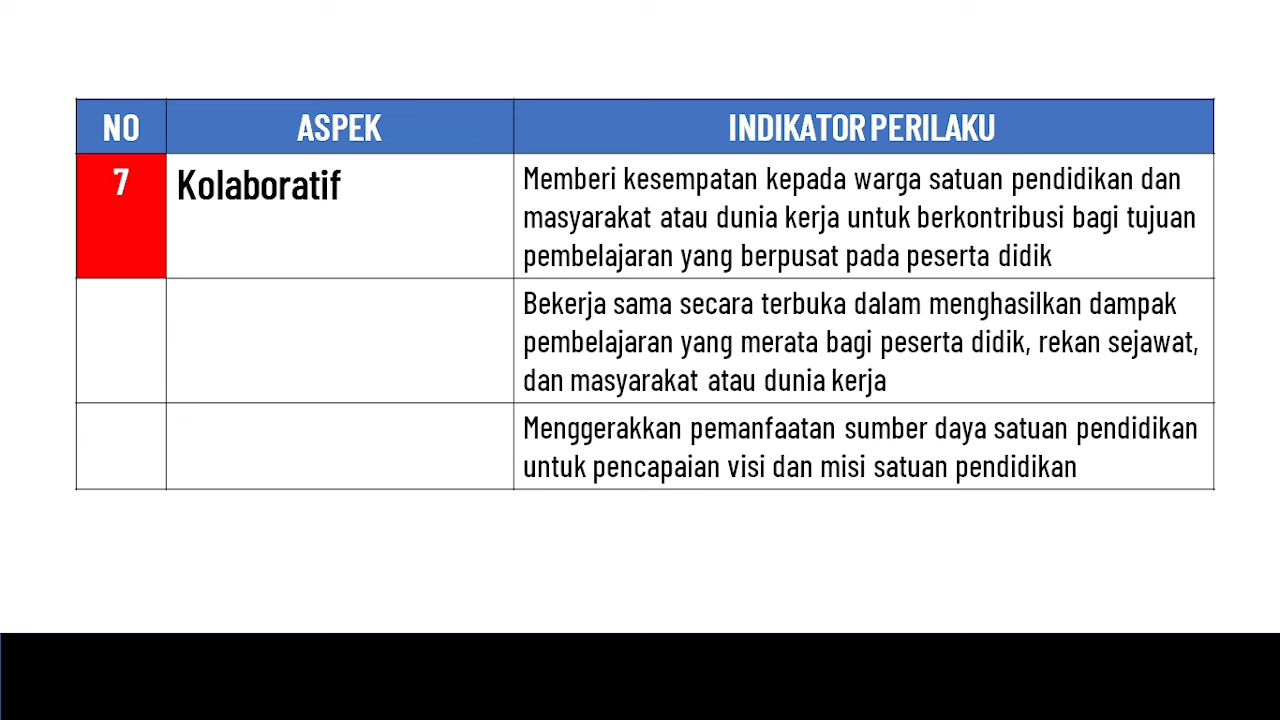 NO ASPEK INDIKATOR PERILAKU
7 Kolaboratif
Memberi kesempatan kepada warga satuan pendidikan dan
masyarakat atau dunia kerja untuk berkontribusi bagi tujuan
pembelajaran yang berpusat pada peserta didik
Bekerja sama secara terbuka dalam menghasilkan dampak
pembelajaran yang merata bagi peserta didik, rekan sejawat,
dan masyarakat atau dunia kerja
Menggerakkan pemanfaatan sumber daya satuan pendidikan
untuk pencapaian visi dan misi satuan pendidikan